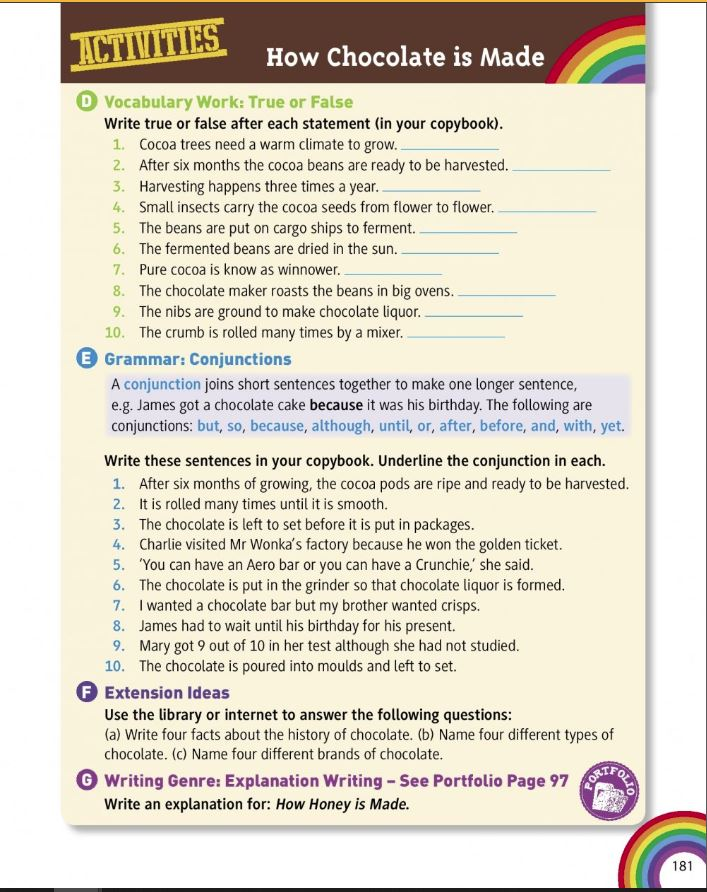 ACTIVITIES
How Chocolate is Made
D Vocabulary Work: True or False
Write true or false after each statement (in your copybook).
1. Cocoa trees need a warm climate to grow.
2. After six months the cocoa beans are ready to be harvested.
3. Harvesting happens three times a year.
4. Small insects carry the cocoa seeds from flower to flower.
5. The beans are put on cargo ships to ferment.
6. The fermented beans are dried in the sun.
7. Pure cocoa is know as winnower.
8. The chocolate maker roasts the beans in big ovens.
9. The nibs are ground to make chocolate liquor.
10. The crumb is rolled many times by a mixer.
E Grammar: Conjunctions
A conjunction joins short sentences together to make one longer sentence,
e.g. James got a chocolate cake because it was his birthday. The following are
conjunctions: but, so, because, although, until, or, after, before, and, with, yet.
Write these sentences in your copybook. Underline the conjunction in each.
1. After six months of growing, the cocoa pods are ripe and ready to be harvested.
2. It is rolled many times until it is smooth.
3. The chocolate is left to set before it is put in packages.
4. Charlie visited Mr Wonka's factory because he won the golden ticket.
5. 'You can have an Aero bar or you can have a Crunchie,' she said.
6. The chocolate is put in the grinder so that chocolate liquor is formed.
7. I wanted a chocolate bar but my brother wanted crisps.
8. James had to wait until his birthday for his present.
9. Mary got 9 out of 10 in her test although she had not studied.
10. The chocolate is poured into moulds and left to set.
F Extension Ideas
Use the library or internet to answer the following questions:
(a) Write four facts about the history of chocolate. (b) Name four different types of
chocolate. (c) Name four different brands of chocolate.
G Writing Genre: Explanation Writing – See Portfolio Page 97
Write an explanation for: How Honey is Made.
PORTFOLIO
181